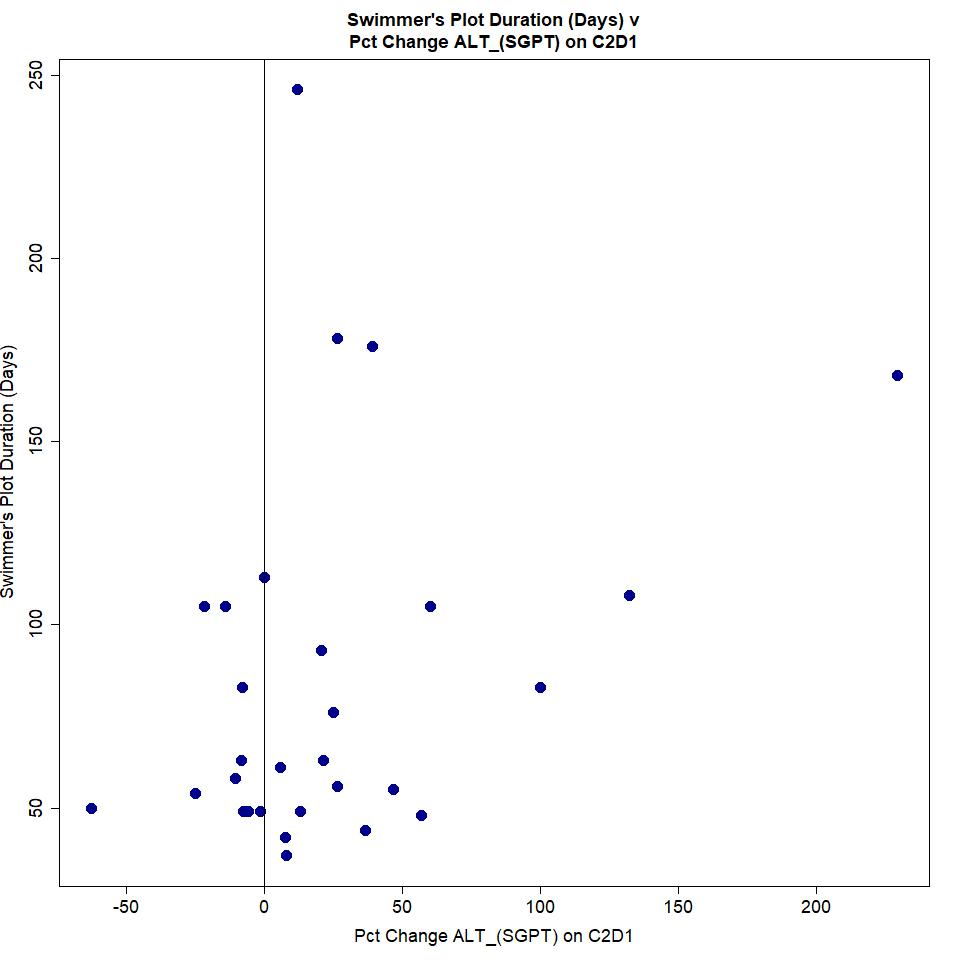 Swimmer's Plot Duration (Days) v
Pct Change ALT_(SGPT) on C2D1
Swimmer's Plot Duration (Days)
250
200
150
100
50
-50
0
50
100
150
200
Pct Change ALT_(SGPT) on C2D1